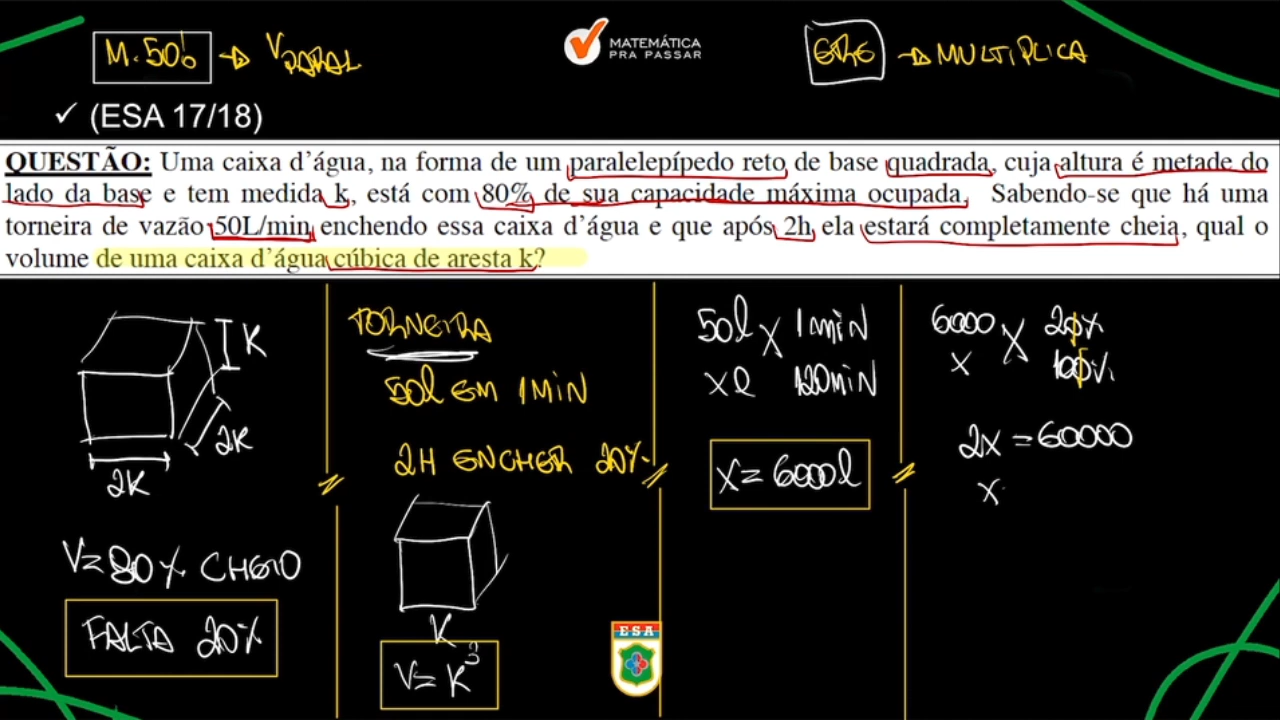 M.50% → VPARAL.
MATEMÁTICA
PRA PASSAR
→ MULTIPLICA
✓ (ESA 17/18)
QUESTÃO: Uma caixa d’água, na forma de um paralelepípedo reto de base quadrada, cuja altura é metade do
lado da base e tem medida k, está com 80% de sua capacidade máxima ocupada. Sabendo-se que há uma
torneira de vazão 50L/min enchendo essa caixa d’água e que após 2h, ela estará completamente cheia, qual o
volume de uma caixa d’água cúbica de aresta k?
K
2K
2K
V= 80% CHEIO
FALTA 20%
TORNEIRA
50l EM 1MIN
2H ENCHER 20%
K
V= K³
50l X 1MIN
xl 120MIN
X= 6000l
6000 X 20%
X 100%
2X = 60000
X
ESA